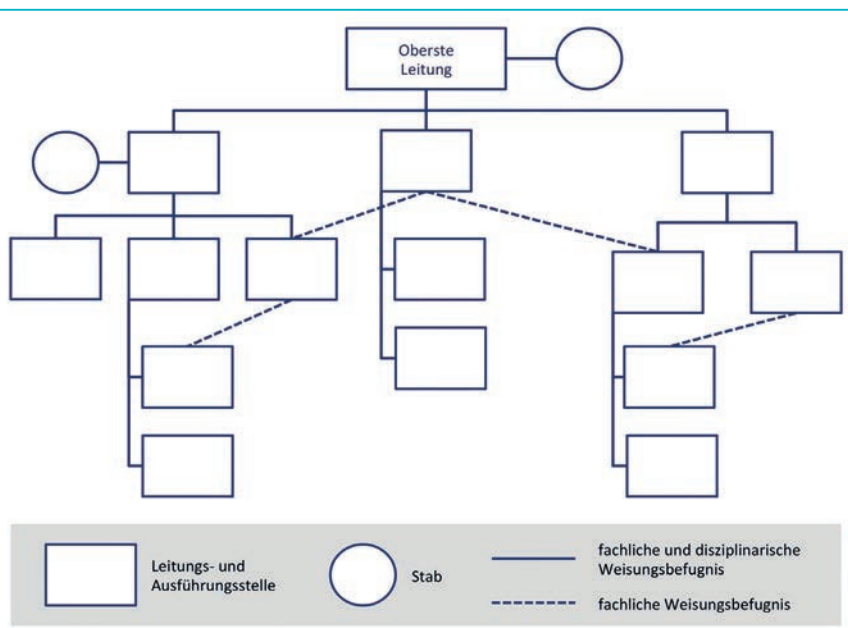 Oberste
Leitung
Leitungs- und
Ausführungsstelle
Stab
fachliche und disziplinarische
Weisungsbefugnis
fachliche Weisungsbefugnis